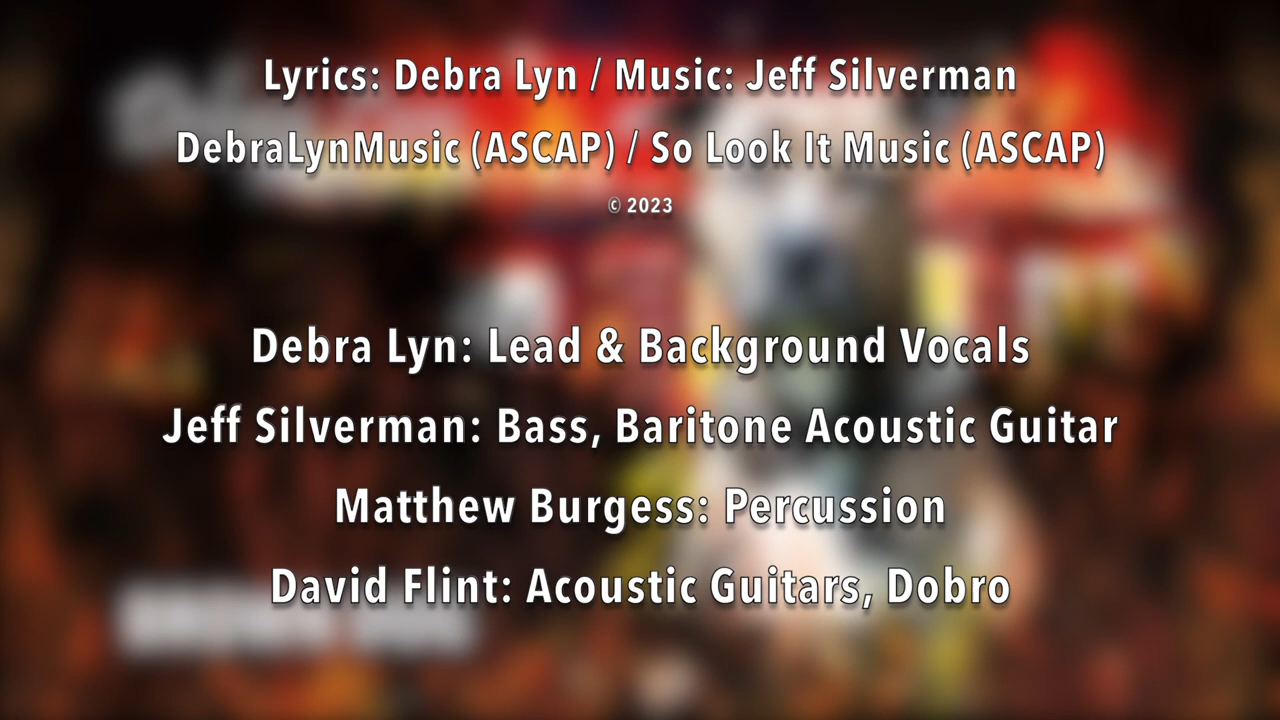 Lyrics: Debra Lyn / Music: Jeff Silverman
DebraLynMusic (ASCAP) / So Look It Music (ASCAP)
© 2023
Debra Lyn: Lead & Background Vocals
Jeff Silverman: Bass, Baritone Acoustic Guitar
Matthew Burgess: Percussion
David Flint: Acoustic Guitars, Dobro